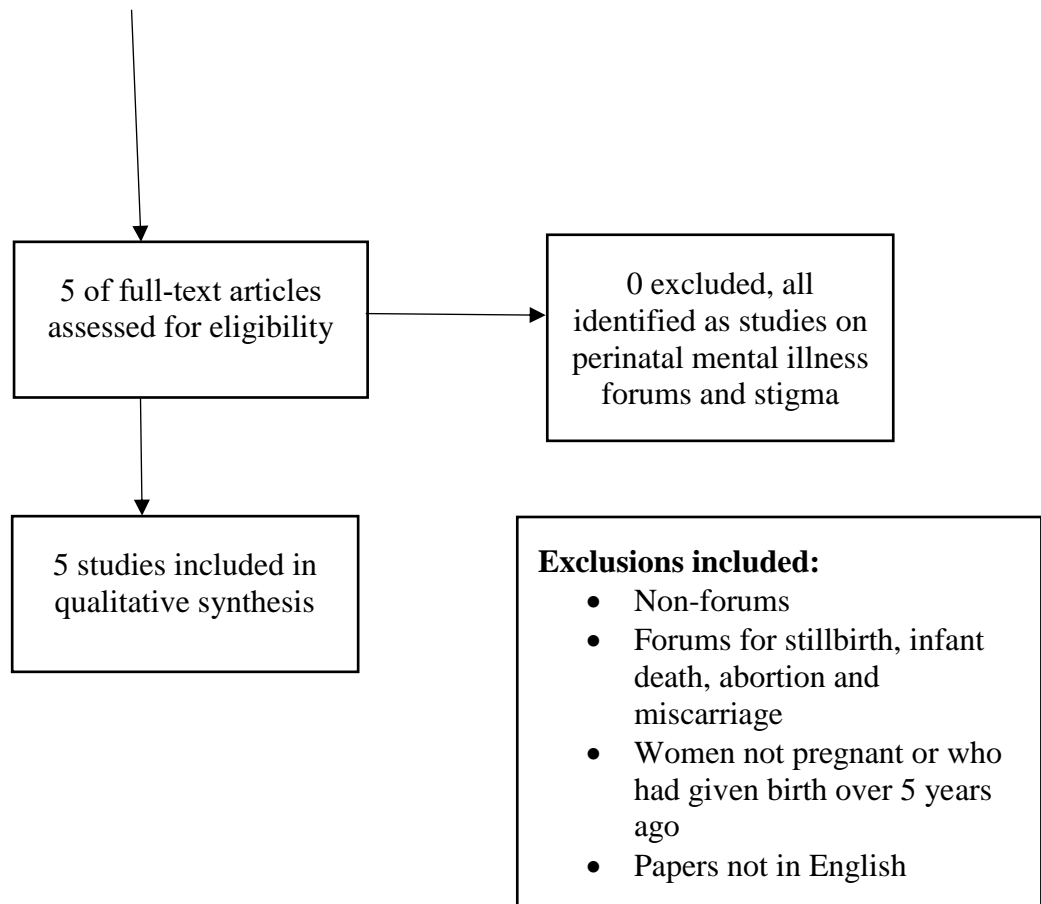 5 of full-text articles
assessed for eligibility
0 excluded, all
identified as studies on
perinatal mental illness
forums and stigma
5 studies included in
qualitative synthesis
Exclusions included:
• Non-forums
• Forums for stillbirth, infant
death, abortion and
miscarriage
• Women not pregnant or who
had given birth over 5 years
ago
• Papers not in English